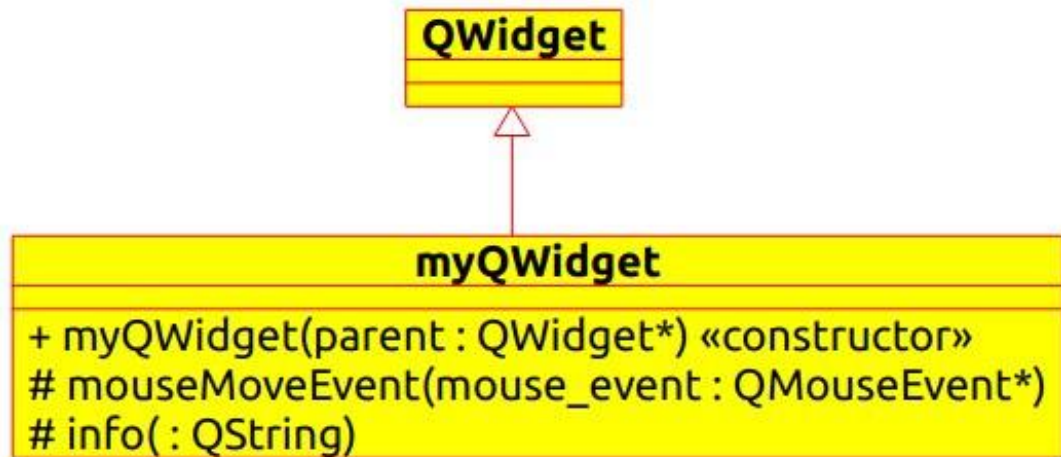 QWidget
myQWidget
+ myQWidget(parent : QWidget*) «constructor»
# mouseMoveEvent(mouse_event : QMouseEvent*)
# info( : QString)